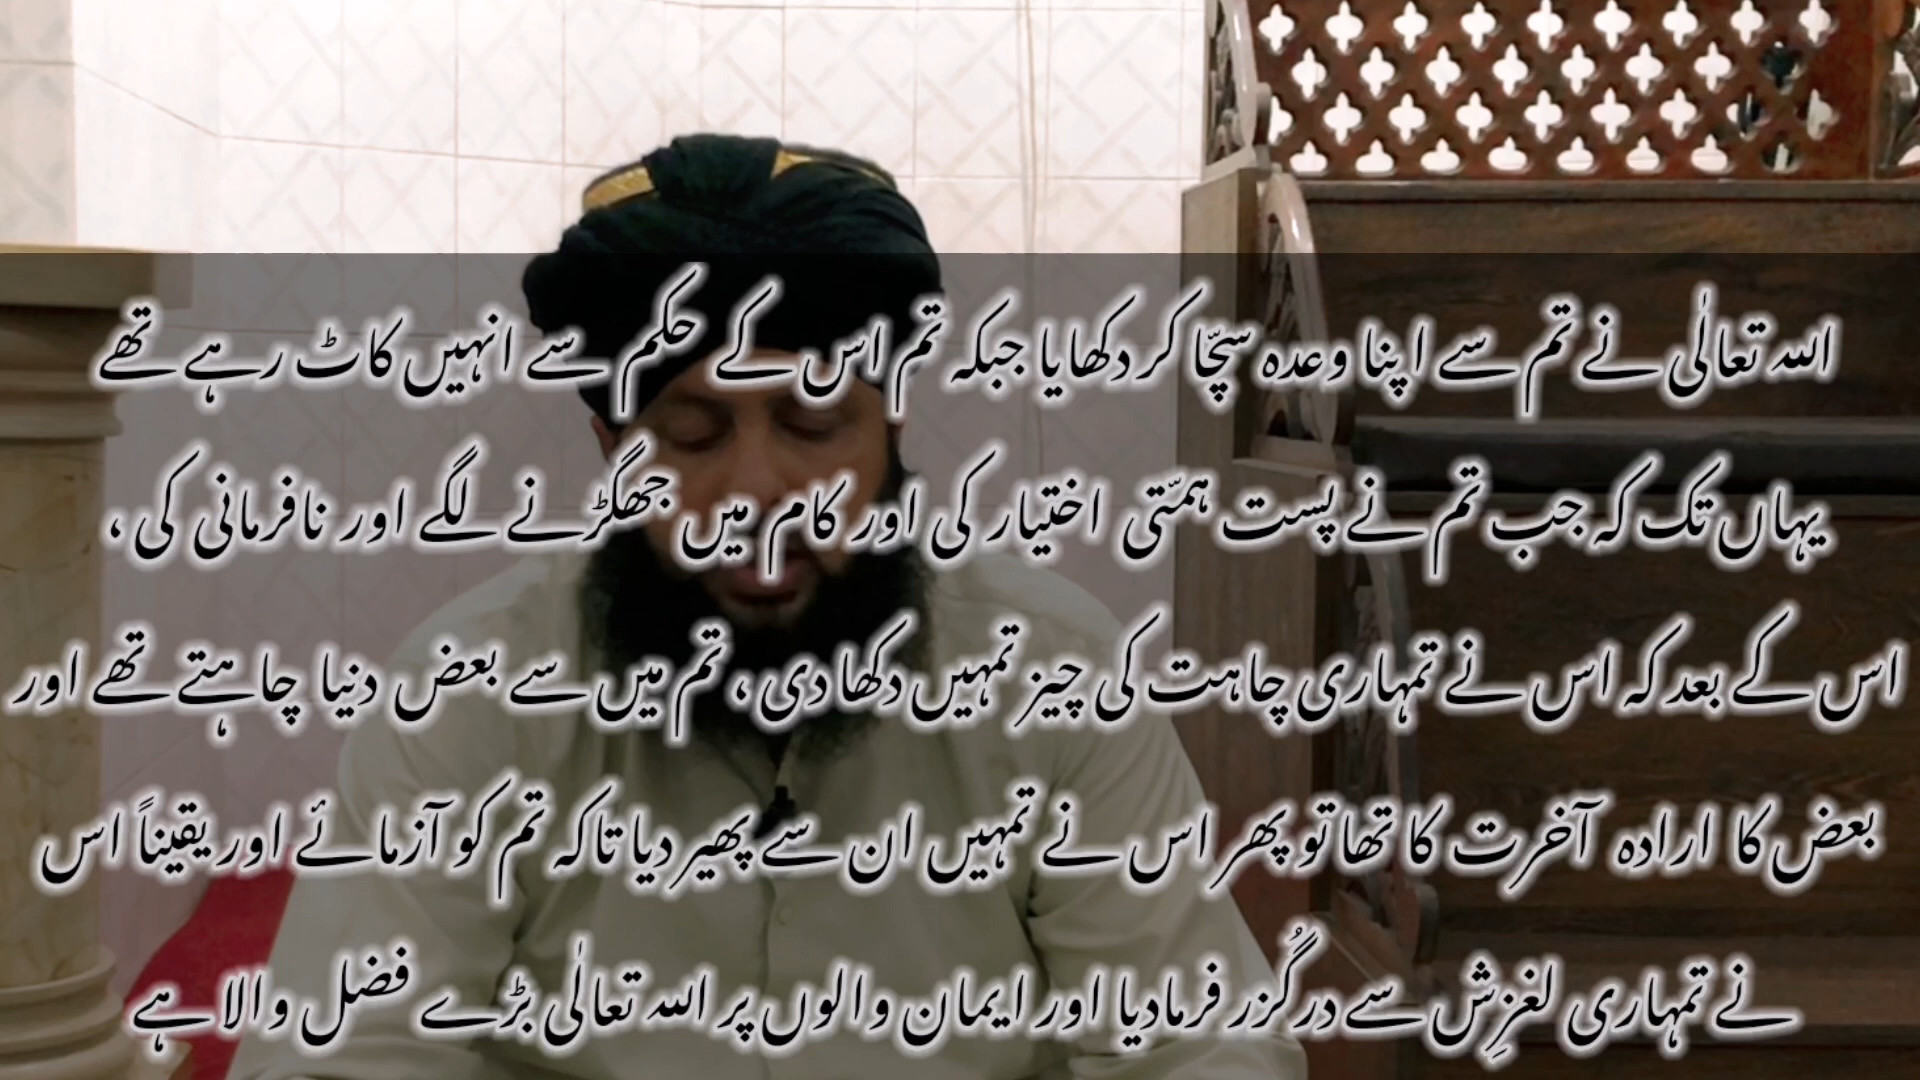 اللہ تعالٰی نے تم سے اپنا وعدہ سچّا کر دکھایا جبکہ تم اس کے حکم سے انہیں کاٹ رہے تھے
یہاں تک کہ جب تم نے پست ہمّتی اختیار کی اور کام میں جھگڑنے لگے اور نافرمانی کی ،
اس کے بعد کہ اس نے تمہاری چاہت کی چیز تمہیں دکھا دی ، تم میں سے بعض دنیا چاہتے تھے اور
بعض کا ارادہ آخرت کا تھا تو پھر اس نے تمہیں ان سے پھیر دیا تاکہ تم کو آزمائے اور یقیناً اس
نے تمہاری لغزِش سے درگُزر فرما دیا اور ایمان والوں پر اللہ تعالٰی بڑے فضل والا ہے